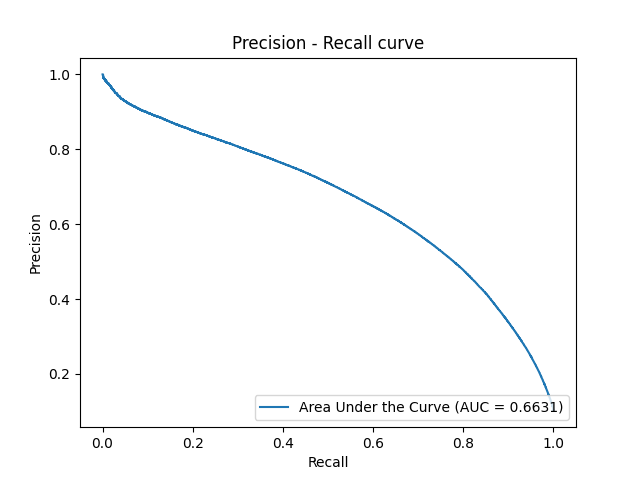 Precision - Recall curve
1.0
0.8
0.6
0.4
0.2
Precision
Area Under the Curve (AUC = 0.6631)
0.0 0.2 0.4 0.6 0.8 1.0
Recall